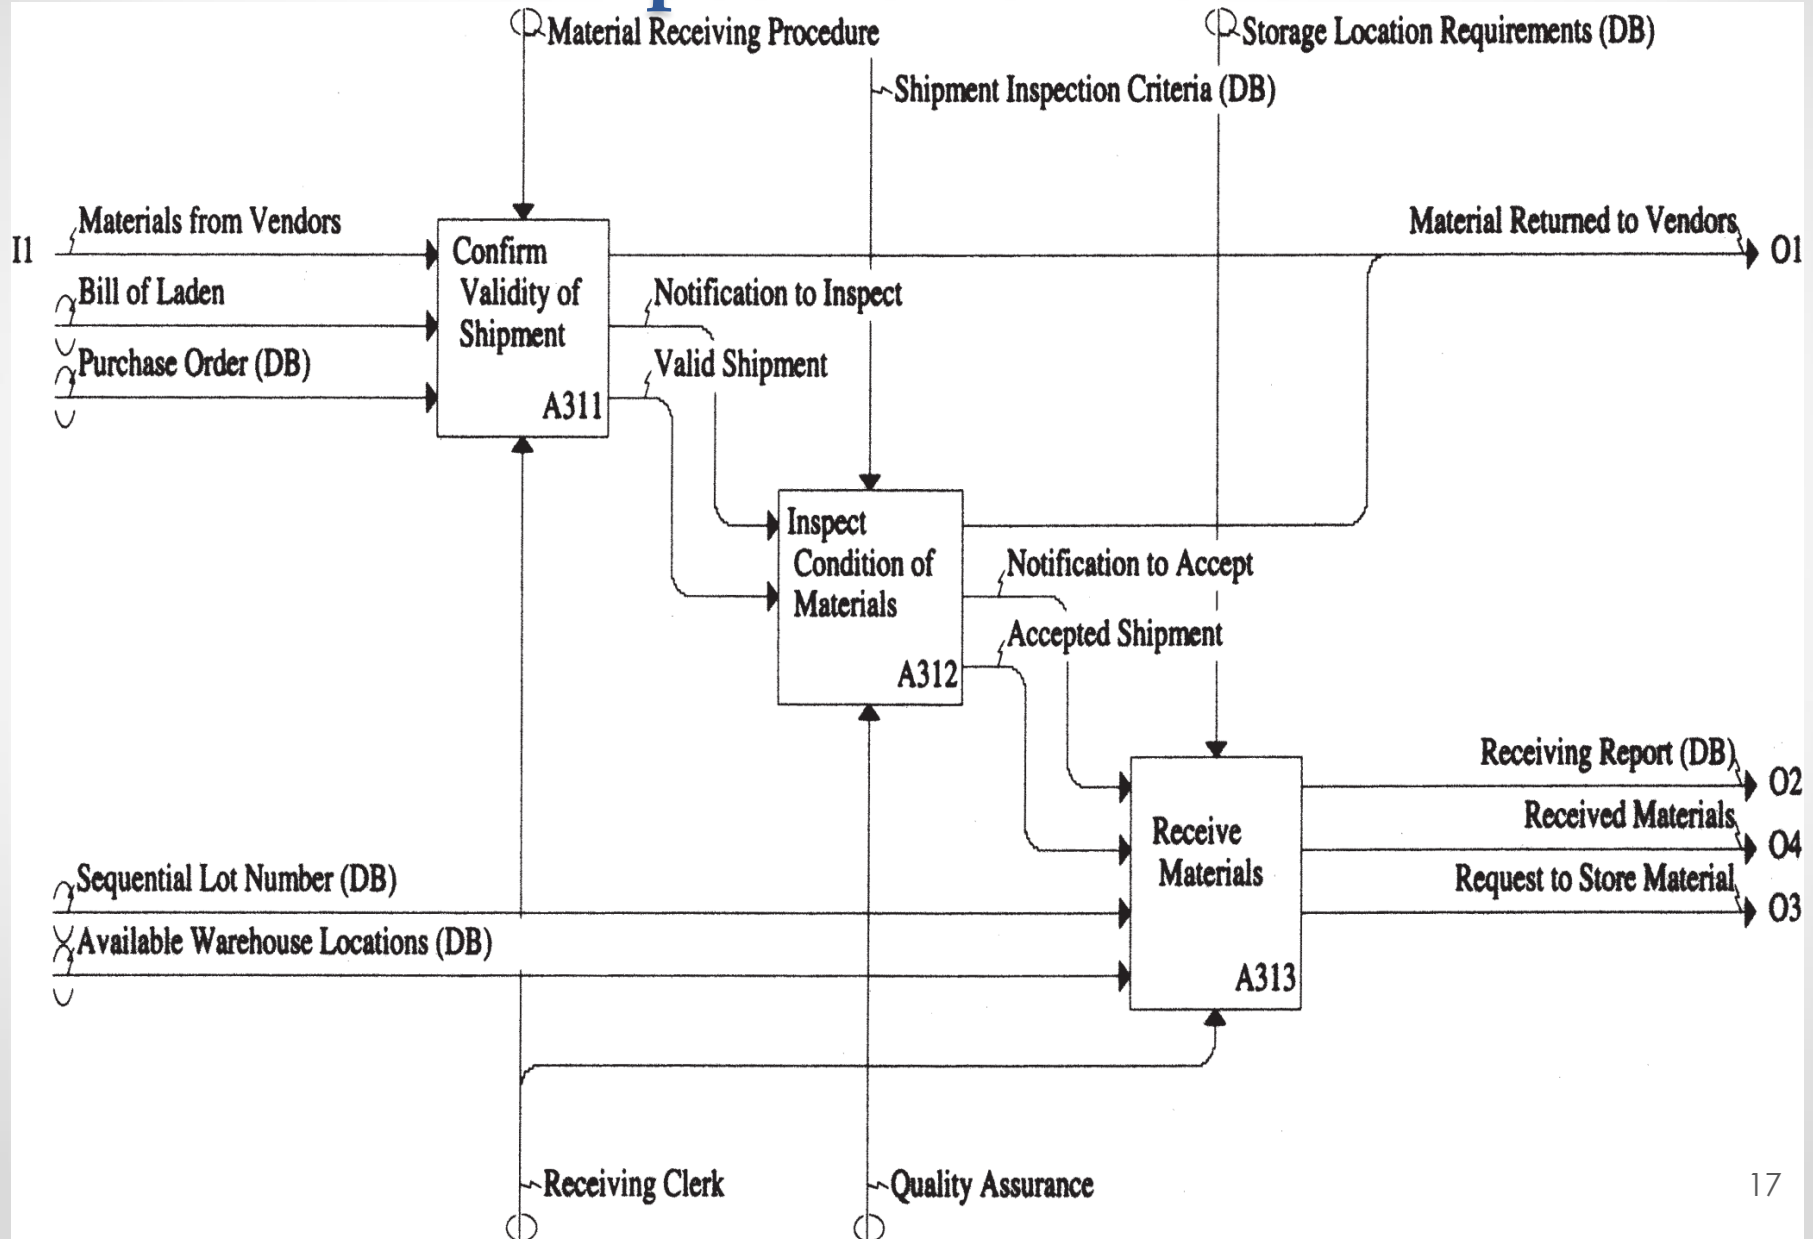 Material Receiving Procedure
Storage Location Requirements (DB)
Shipment Inspection Criteria (DB)
Materials from Vendors
Material Returned to Vendors
I1
O1
Confirm
Validity of
Shipment
A311
Bill of Laden
Notification to Inspect
Purchase Order (DB)
Valid Shipment
Inspect
Condition of
Materials
A312
Notification to Accept
Accepted Shipment
Receiving Report (DB)
O2
Receive
Materials
A313
Received Materials
O4
Request to Store Material
O3
Sequential Lot Number (DB)
Available Warehouse Locations (DB)
Receiving Clerk
Quality Assurance
17